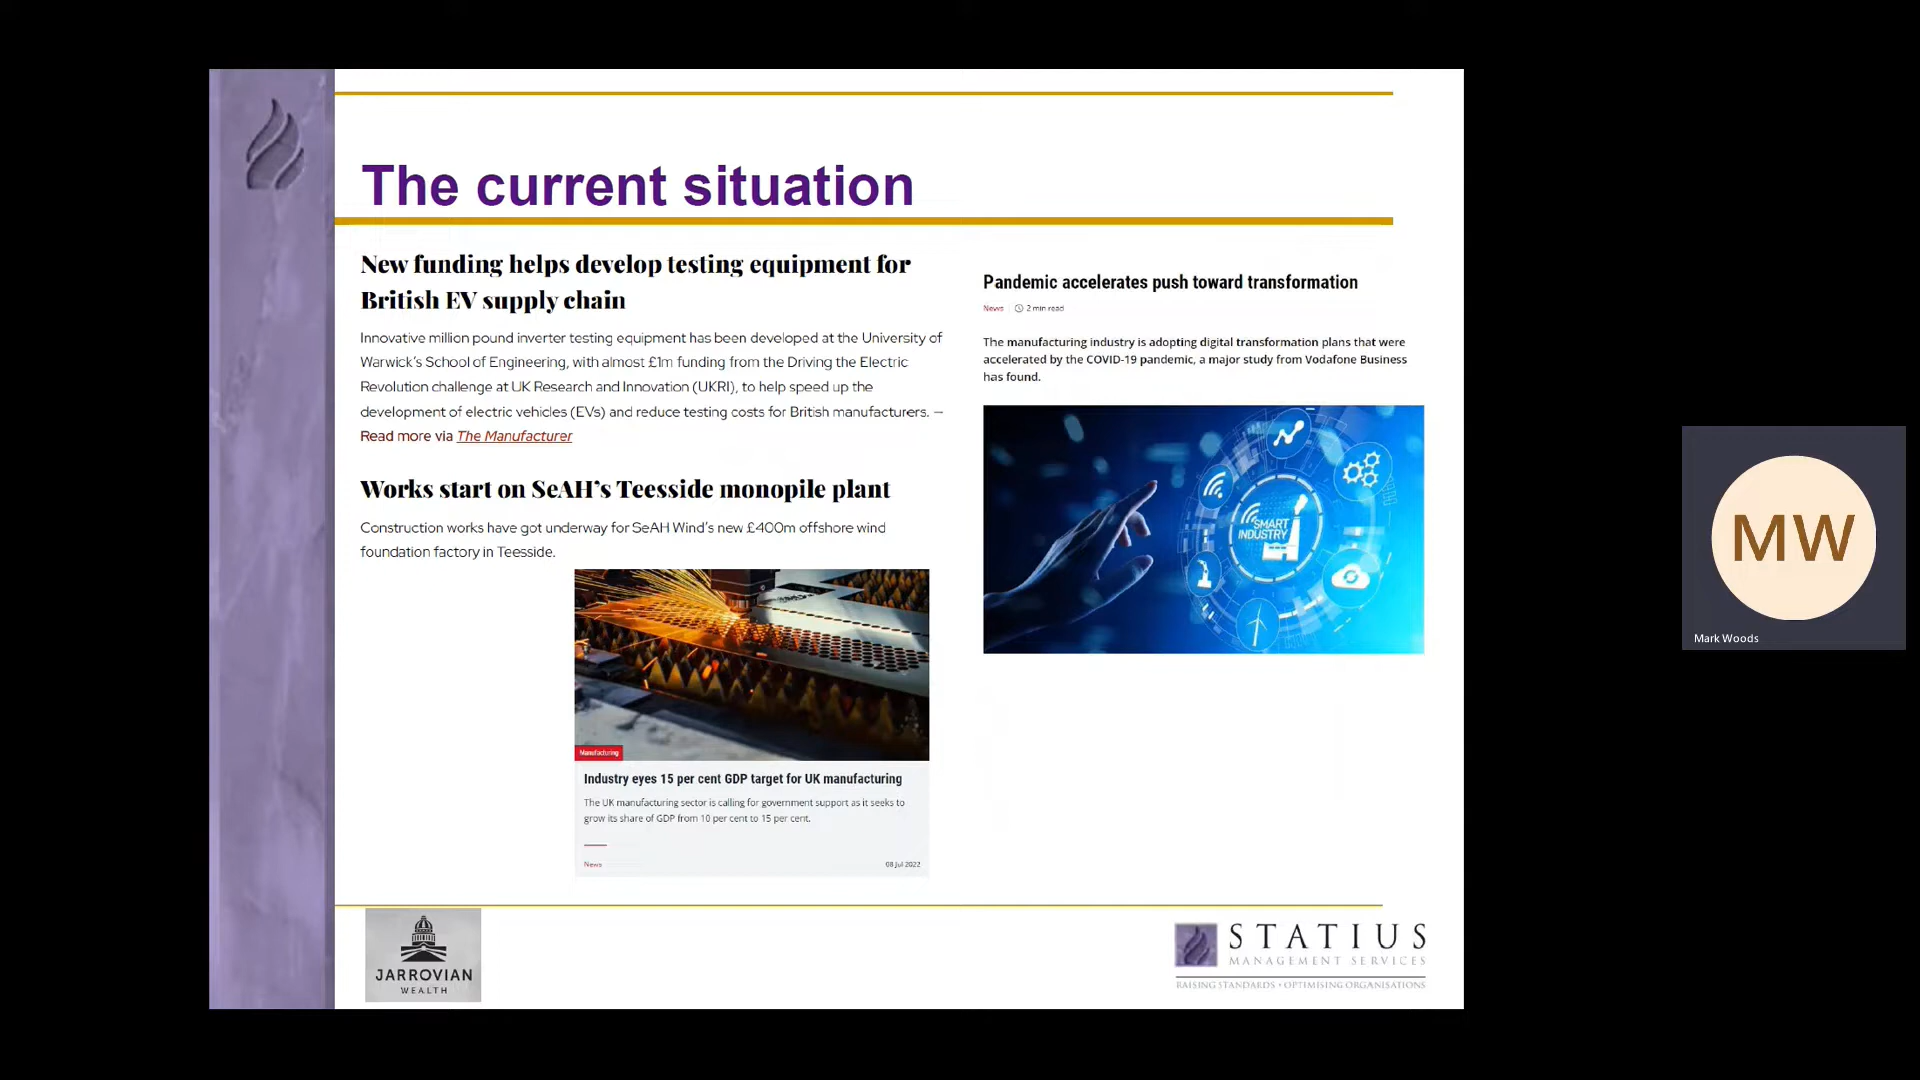 The current situation
New funding helps develop testing equipment for
British EV supply chain
Innovative million pound inverter testing equipment has been developed at the University of
Warwick's School of Engineering, with almost £1m funding from the Driving the Electric
Revolution challenge at UK Research and Innovation (UKRI), to help speed up the
development of electric vehicles (EVs) and reduce testing costs for British manufacturers. –
Read more via The Manufacturer
Works start on SeAH's Teesside monopile plant
Construction works have got underway for SeAH Wind's new £400m offshore wind
foundation factory in Teesside.
Manufacturing
Industry eyes 15 per cent GDP target for UK manufacturing
The UK manufacturing sector is calling for government support as it seeks to
grow its share of GDP from 10 per cent to 15 per cent.
News 08 Jul 2022
Pandemic accelerates push toward transformation
News 2 min read
The manufacturing industry is adopting digital transformation plans that were
accelerated by the COVID-19 pandemic, a major study from Vodafone Business
has found.
SMART
INDUSTRY
JARROVIAN
WEALTH
STATIUS
MANAGEMENT SERVICES
RAISING STANDARDS • OPTIMISING ORGANISATIONS
MW
Mark Woods